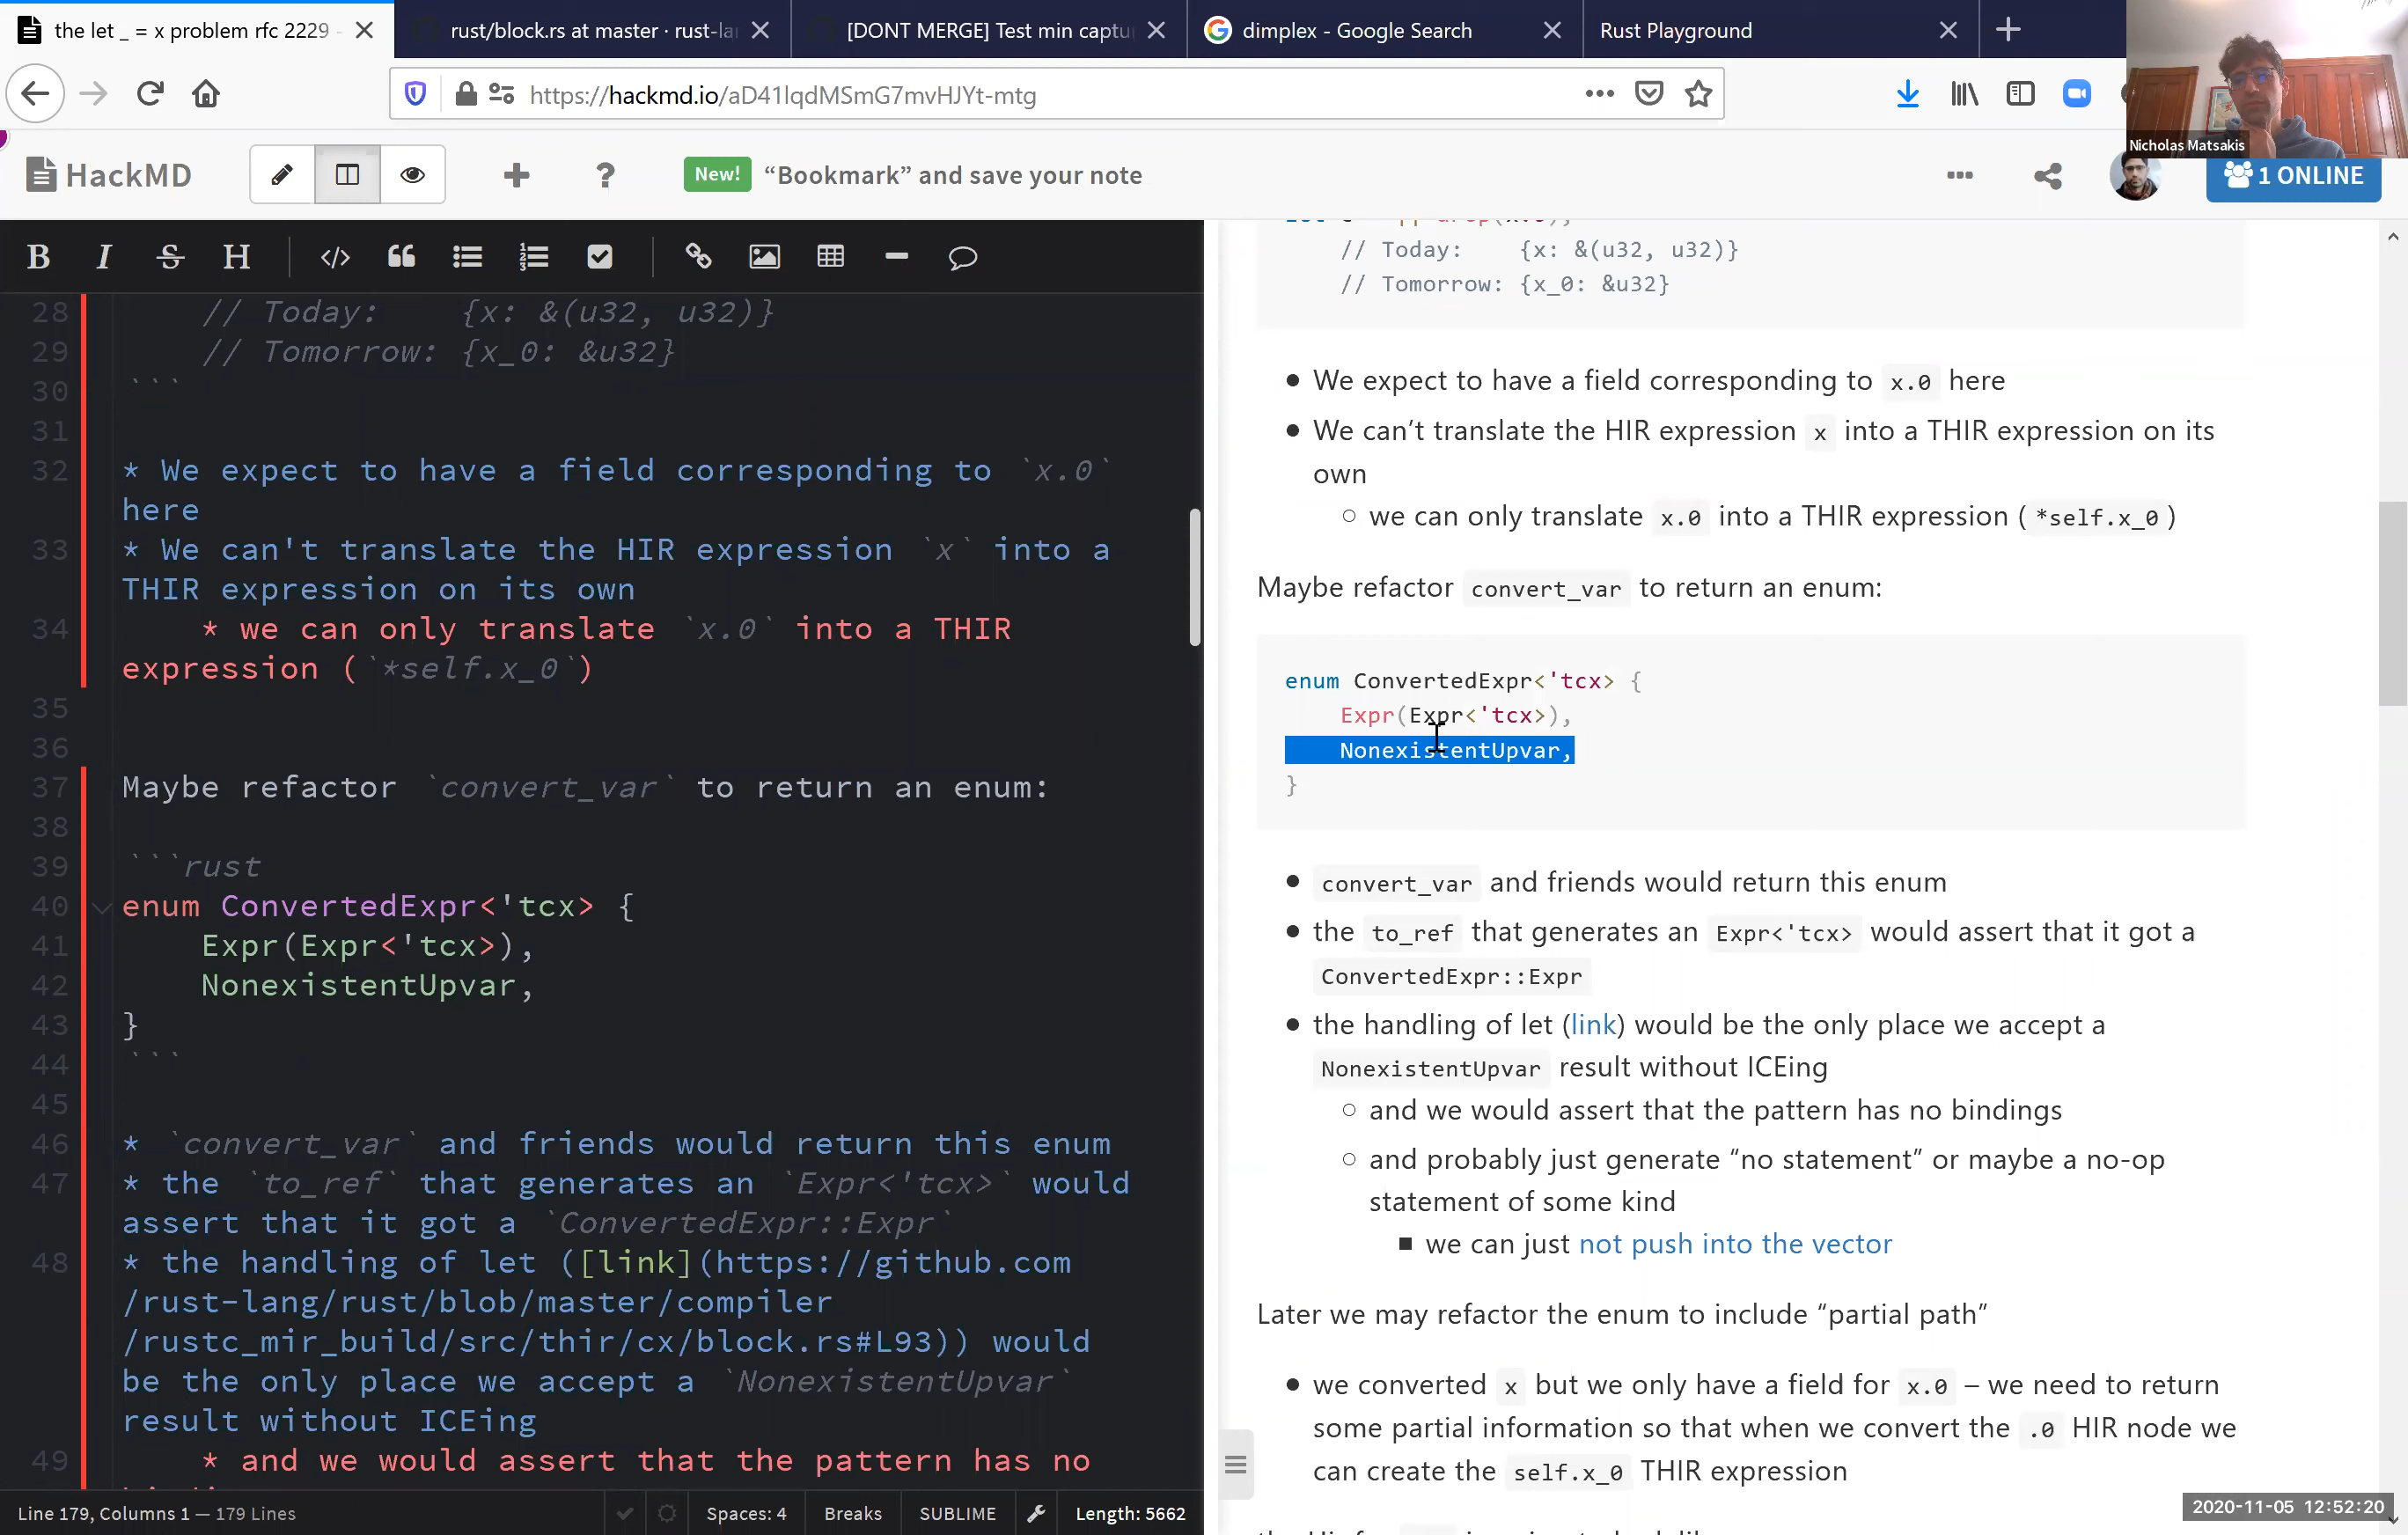 the let _ = x problem rfc 2229
rust/block.rs at master · rust-la
[DONT MERGE] Test min captu
dimplex - Google Search
Rust Playground
https://hackmd.io/aD41lqdMSmG7mvHJYt-mtg
Nicholas Matsakis
HackMD
New! “Bookmark” and save your note
1 ONLINE
B I S H
28 // Today: {x: &(u32, u32)}
29 // Tomorrow: {x_0: &u32}
30 ```
31
32 * We expect to have a field corresponding to `x.0`
here
33 * We can't translate the HIR expression `x` into a
THIR expression on its own
34 * we can only translate `x.0` into a THIR
expression (`*self.x_0`)
35
36
37 Maybe refactor `convert_var` to return an enum:
38
39 ```rust
40 enum ConvertedExpr<'tcx> {
41 Expr(Expr<'tcx>),
42 NonexistentUpvar,
43 }
44 ```
45
46 * `convert_var` and friends would return this enum
47 * the `to_ref` that generates an `Expr<'tcx>` would
assert that it got a `ConvertedExpr::Expr`
48 * the handling of let ([link](https://github.com
/rust-lang/rust/blob/master/compiler
/rustc_mir_build/src/thir/cx/block.rs#L93)) would
be the only place we accept a `NonexistentUpvar`
result without ICEing
49 * and we would assert that the pattern has no
Line 179, Columns 1 — 179 Lines
Spaces: 4
Breaks
SUBLIME
Length: 5662
// Today: {x: &(u32, u32)}
// Tomorrow: {x_0: &u32}
• We expect to have a field corresponding to x.0 here
• We can’t translate the HIR expression x into a THIR expression on its
own
○ we can only translate x.0 into a THIR expression ( *self.x_0 )
Maybe refactor convert_var to return an enum:
enum ConvertedExpr<'tcx> {
Expr(Expr<'tcx>),
NonexistentUpvar,
}
• convert_var and friends would return this enum
• the to_ref that generates an Expr<'tcx> would assert that it got a
ConvertedExpr::Expr
• the handling of let (link) would be the only place we accept a
NonexistentUpvar result without ICEing
○ and we would assert that the pattern has no bindings
○ and probably just generate “no statement” or maybe a no-op
statement of some kind
■ we can just not push into the vector
Later we may refactor the enum to include “partial path”
• we converted x but we only have a field for x.0 – we need to return
some partial information so that when we convert the .0 HIR node we
can create the self.x_0 THIR expression
2020-11-05 12:52:20